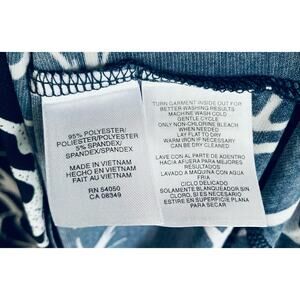 95% POLYESTER/
POLIESTER/POLYESTER
5% SPANDEX/
SPANDEX/SPANDEX
MADE IN VIETNAM
HECHO EN VIETNAM
FAIT AU VIETNAM
RN 54050
CA 08349
TURN GARMENT INSIDE OUT FOR
BETTER WASHING RESULTS
MACHINE WASH COLD
GENTLE CYCLE
ONLY NON-CHLORINE BLEACH
WHEN NEEDED
LAY FLAT TO DRY
WARM IRON IF NECESSARY
CAN BE DRY CLEANED
LAVE CON AL PARTE DE ADENTRO
HACIA AFUERA PARA MEJORES
RESULTADOS
LAVADO A MAQUINA CON AGUA
FRIA
CICLO DELICADO
SOLAMENTE BLANQUEADOR SIN
CLORO, SI ES NECESARIO
TIENDA EN SUPERFICIE PLANA
PARA SECAR